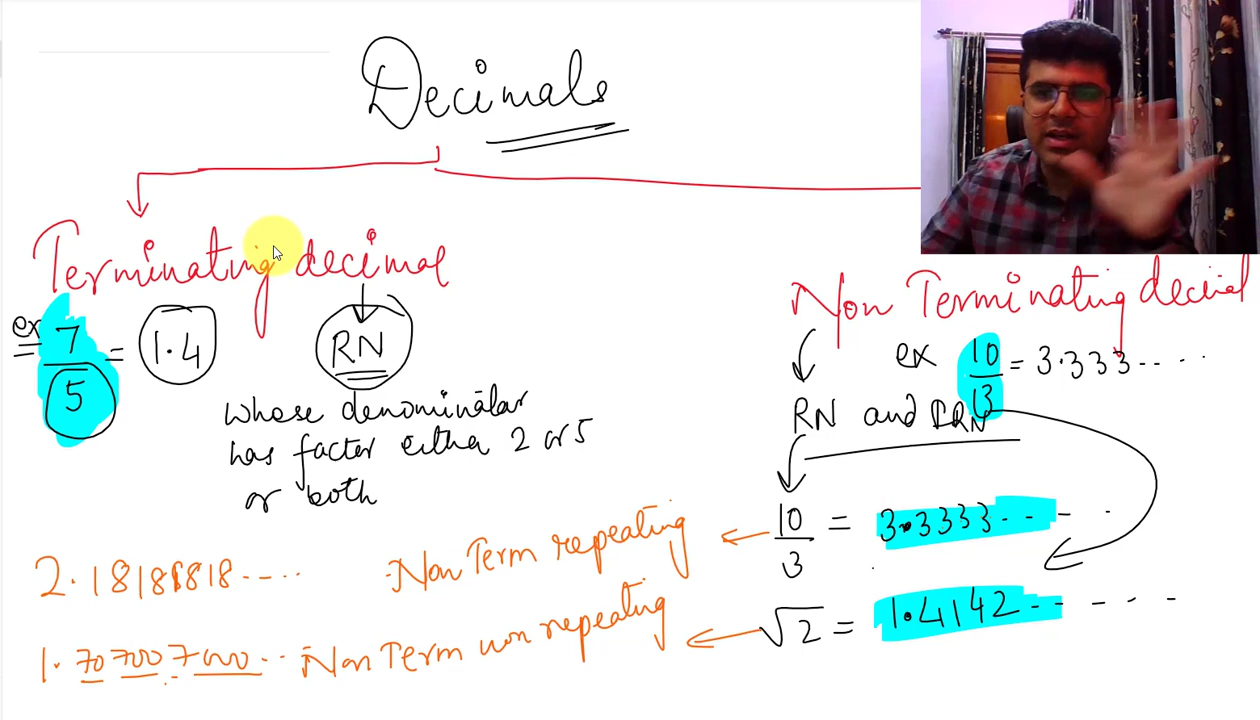 Decimals
Terminating decimal
ex 7/5 = 1.4
RN
whose denominator
has factor either 2 or 5
or both
Non Terminating decimal
ex 10/13 = 3.333....
RN and IRN
10/3 = 3.3333.....
√2 = 1.4142.....
2.18181818.... Non Term repeating
1.707007000... Non Term non repeating